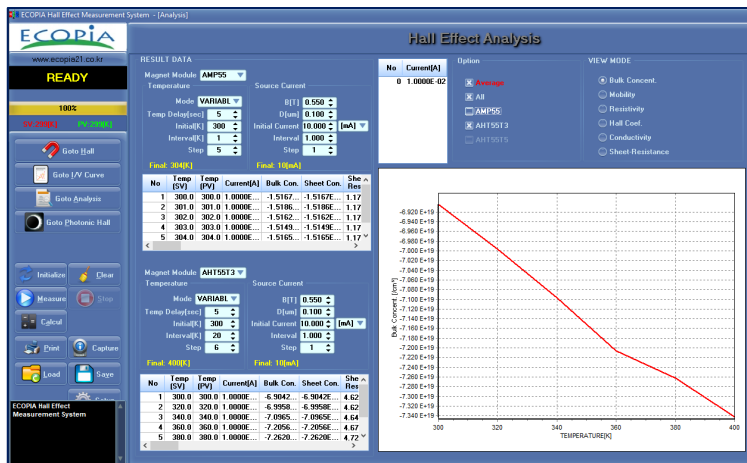 ECOPIA Hall Effect Measurement System - [Analysis]
ECOPIA
www.ecopia21.co.kr
READY
100%
SV:299[K] PV:299[K]
Goto Hall
Goto I/V Curve
Goto Analysis
Goto Photonic Hall
Initialize Clear
Measure Stop
Calcul
Print Capture
Load Save
ECOPIA Hall Effect
Measurement System
Hall Effect Analysis
RESULT DATA
Magnet Module AMP55
Temperature Source Current
Mode VARIABL B[T] 0.550
Temp Delay[sec] 5 D[um] 0.100
Initial[K] 300 Initial Current 10.000 [mA]
Interval[K] 1 Interval 1.000
Step 5 Step 1
Final: 304[K] Final: 10[mA]
No Temp (SV) Temp (PV) Current[A] Bulk Con. Sheet Con. She Res
1 300.0 300.0 1.0000E... -1.5167... -1.5167E... 1.17
2 301.0 301.0 1.0000E... -1.5186... -1.5186E... 1.17
3 302.0 302.0 1.0000E... -1.5162... -1.5162E... 1.17
4 303.0 303.0 1.0000E... -1.5149... -1.5149E... 1.17
5 304.0 304.0 1.0000E... -1.5165... -1.5165E... 1.17
Magnet Module AHT55T3
Temperature Source Current
Mode VARIABL B[T] 0.550
Temp Delay[sec] 5 D[um] 0.100
Initial[K] 300 Initial Current 10.000 [mA]
Interval[K] 20 Interval 1.000
Step 6 Step 1
Final: 400[K] Final: 10[mA]
No Temp (SV) Temp (PV) Current[A] Bulk Con. Sheet Con. She Res
1 300.0 300.0 1.0000E... -6.9042... -6.9042E... 4.62
2 320.0 320.0 1.0000E... -6.9958... -6.9958E... 4.62
3 340.0 340.0 1.0000E... -7.0965... -7.0965E... 4.64
4 360.0 360.0 1.0000E... -7.2056... -7.2056E... 4.67
5 380.0 380.0 1.0000E... -7.2620... -7.2620E... 4.72
No Current[A]
0 1.0000E-02
Option
Average
All
AMP55
AHT55T3
AHT55T5
VIEW MODE
Bulk Concent.
Mobility
Resistivity
Hall Coef.
Conductivity
Sheet-Resistance
-6.920 E+19
-6.940 E+19
-6.960 E+19
-6.980 E+19
-7.000 E+19
-7.020 E+19
-7.040 E+19
-7.060 E+19
-7.080 E+19
-7.100 E+19
-7.120 E+19
-7.140 E+19
-7.160 E+19
-7.180 E+19
-7.200 E+19
-7.220 E+19
-7.240 E+19
-7.260 E+19
-7.280 E+19
-7.300 E+19
-7.320 E+19
-7.340 E+19
Bulk Concent. [/cm³]
300 320 340 360 380 400
TEMPERATURE[K]